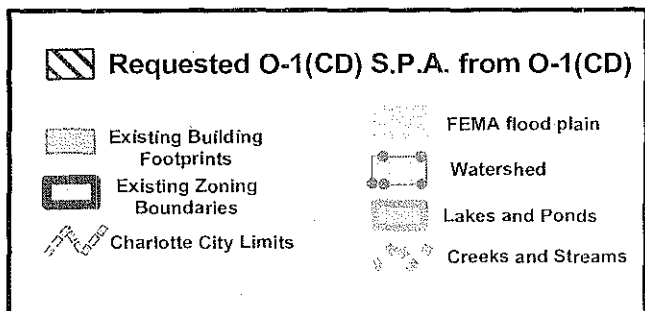 Requested O-1(CD) S.P.A. from O-1(CD)
Existing Building
Footprints
Existing Zoning
Boundaries
Charlotte City Limits
FEMA flood plain
Watershed
Lakes and Ponds
Creeks and Streams